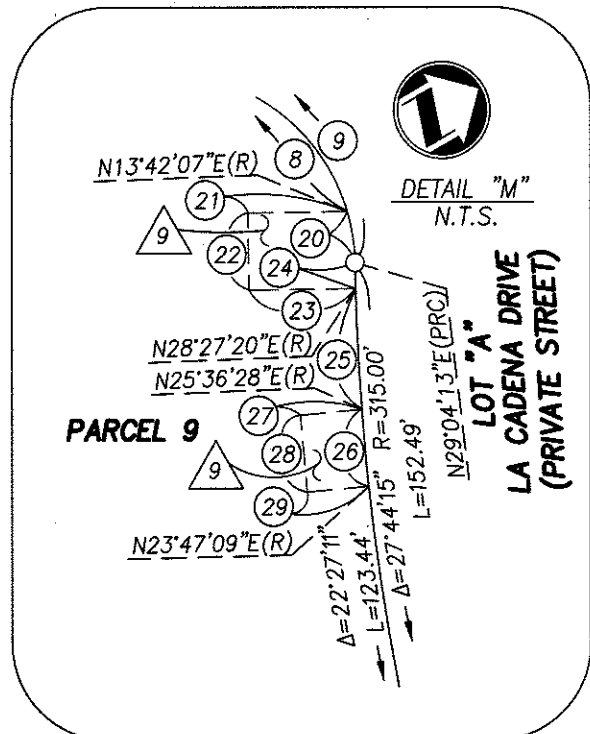 9
8
N13°42'07"E(R)
DETAIL "M"
N.T.S.
21
9
22
20
24
23
N28°27'20"E(R)
25
N25°36'28"E(R)
PARCEL 9
27
9
28
26
29
N23°47'09"E(R)
Δ=22°27'11"
L=123.44'
Δ=27°44'15" R=315.00'
L=152.49'
N29°04'13"E(PRC)
LOT "A"
LA CADENA DRIVE
(PRIVATE STREET)